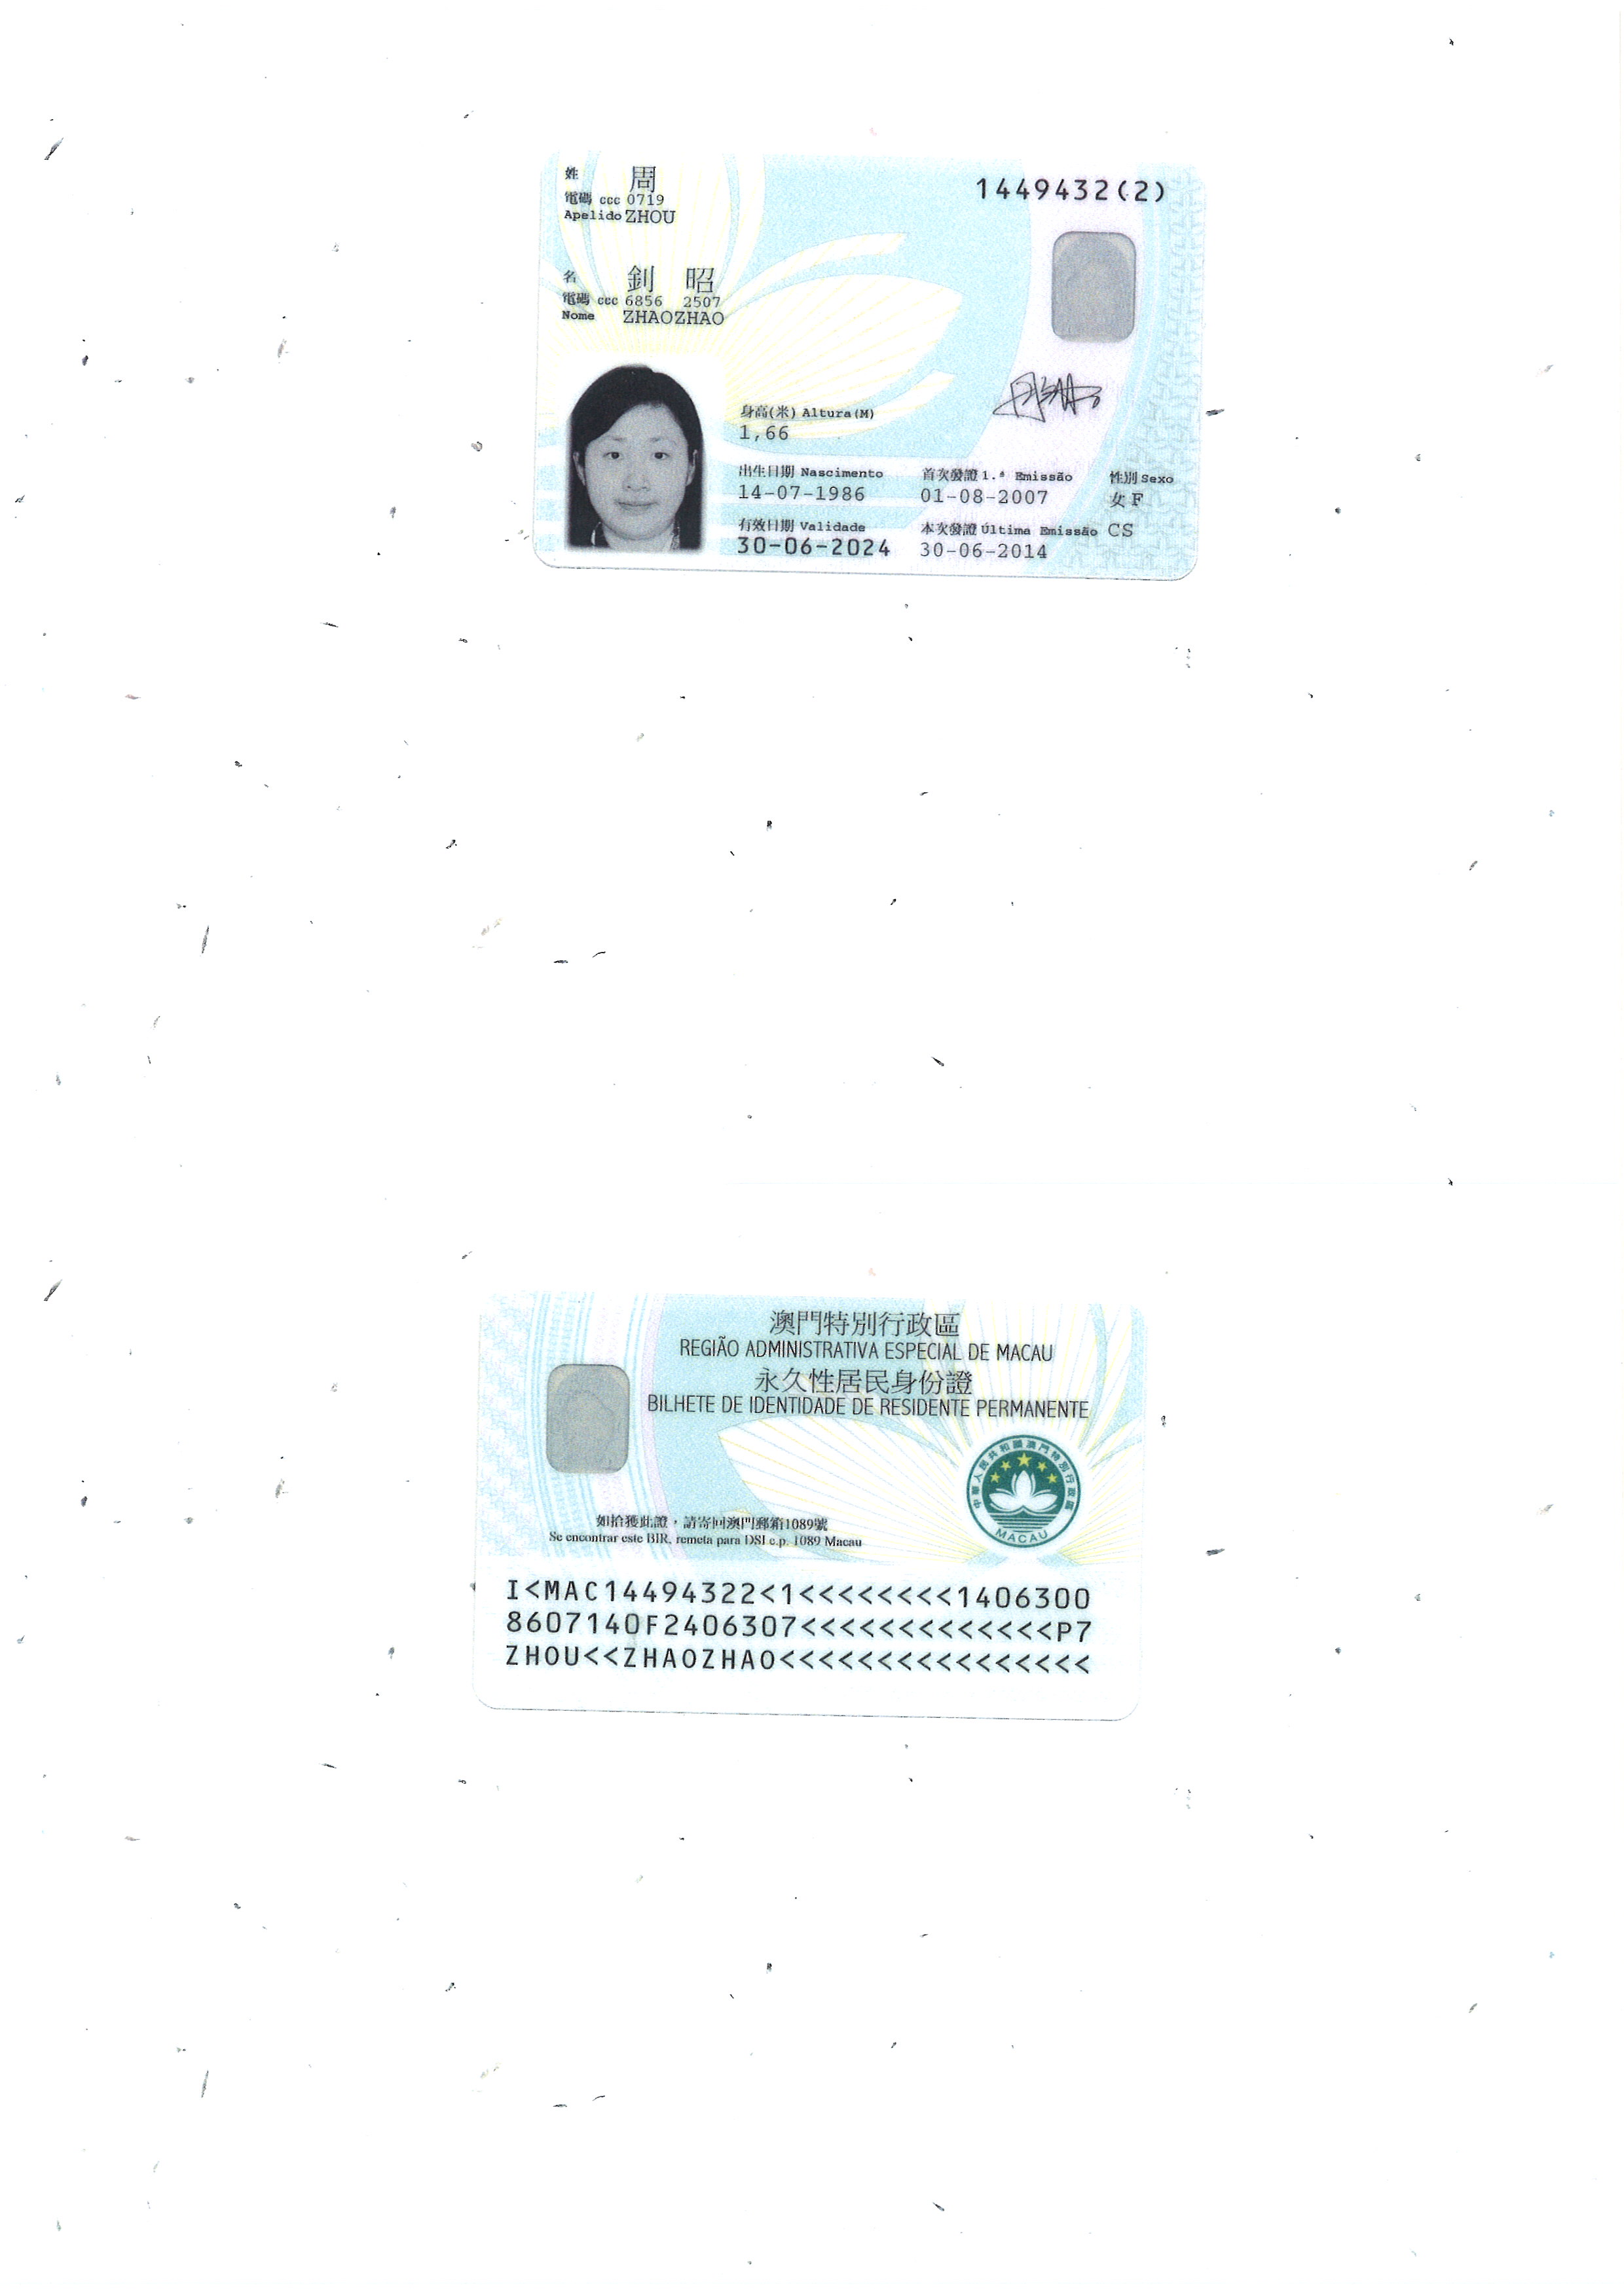 姓 周
電碼 ccc 0719
Apelido ZHOU
1449432(2)
名 釗 昭
電碼 ccc 6856 2507
Nome ZHAOZHAO
身高(米) Altura(M)
1,66
出生日期 Nascimento 首次發證 1.ª Emissão 性別 Sexo
14-07-1986 01-08-2007 女 F
有效日期 Validade 本次發證 Última Emissão CS
30-06-2024 30-06-2014
澳門特別行政區
REGIÃO ADMINISTRATIVA ESPECIAL DE MACAU
永久性居民身份證
BILHETE DE IDENTIDADE DE RESIDENTE PERMANENTE
中華人民共和國澳門特別行政區
MACAU
如拾獲此證，請寄回澳門郵箱1089號
Se encontrar este BIR, remeta para DSI c.p. 1089 Macau
I<MAC14494322<1<<<<<<<<<1406300
8607140F2406307<<<<<<<<<<<<<P7
ZHOU<<ZHAOZHAO<<<<<<<<<<<<<<<<